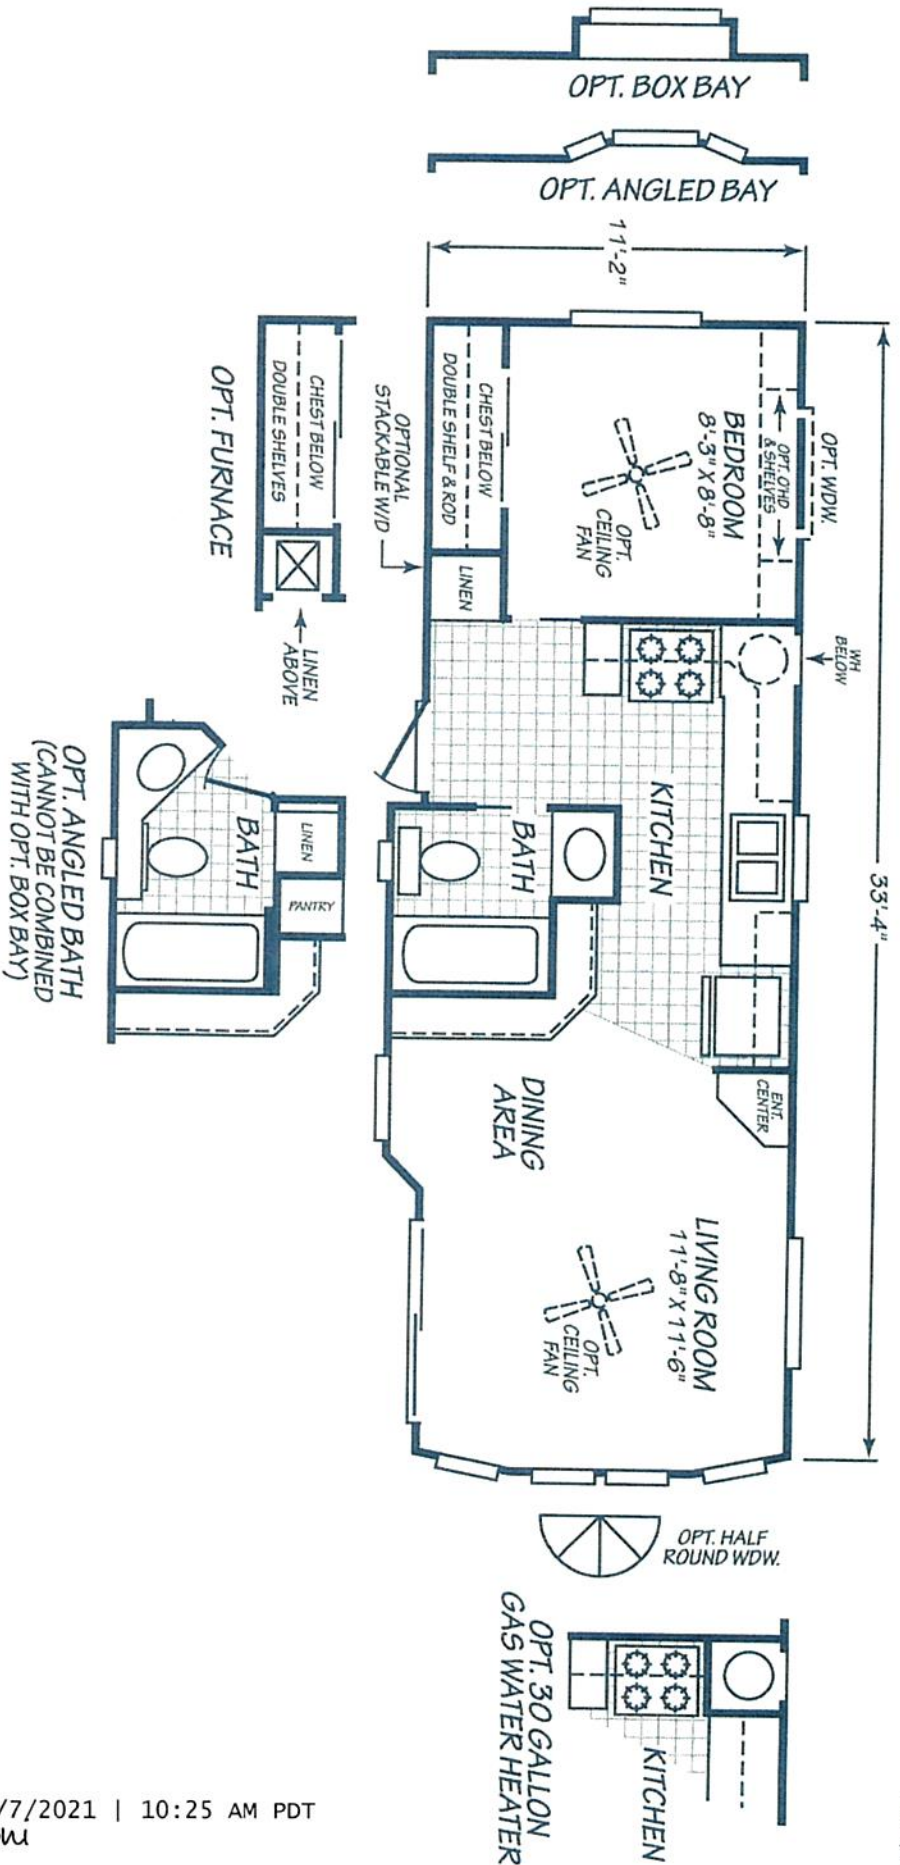 OPT. BOX BAY
OPT. ANGLED BAY
11'-2"
33'-4"
OPT. WDW.
OPT. O'HD
& SHELVES
BEDROOM
8'-3" X 8'-8"
OPT.
CEILING
FAN
CHEST BELOW
DOUBLE SHELF & ROD
LINEN
OPTIONAL
STACKABLE W/D
CHEST BELOW
DOUBLE SHELVES
OPT. FURNACE
LINEN
ABOVE
WH
BELOW
KITCHEN
BATH
BATH
LINEN
PANTRY
OPT. ANGLED BATH
(CANNOT BE COMBINED
WITH OPT. BOX BAY)
ENT.
CENTER
DINING
AREA
LIVING ROOM
11'-8" X 11'-6"
OPT.
CEILING
FAN
OPT. HALF
ROUND WDW.
KITCHEN
OPT. 30 GALLON
GAS WATER HEATER
/7/2021 | 10:25 AM PDT